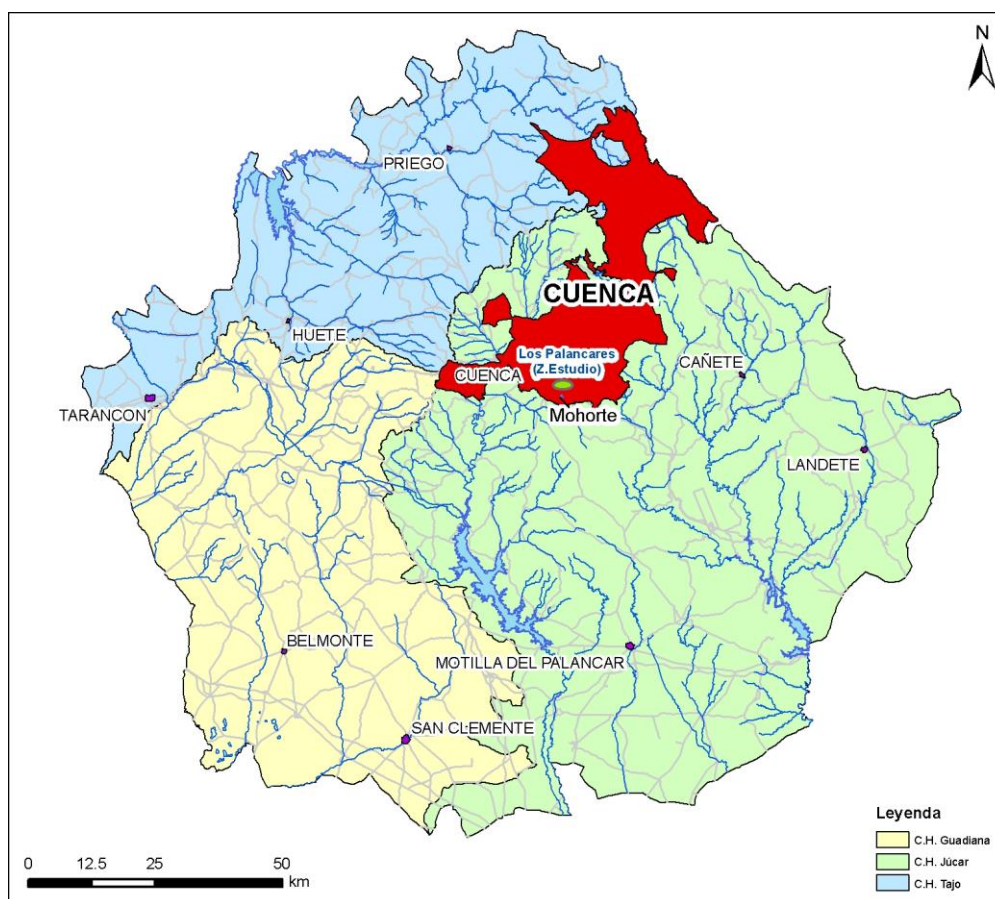 N
PRIEGO
CUENCA
HUETE
Los Palancares
(Z.Estudio)
CUENCA
CAÑETE
TARANCON
Mohorte
LANDETE
BELMONTE
MOTILLA DEL PALANCAR
SAN CLEMENTE
Leyenda
C.H. Guadiana
C.H. Júcar
C.H. Tajo
0 12.5 25 50
km